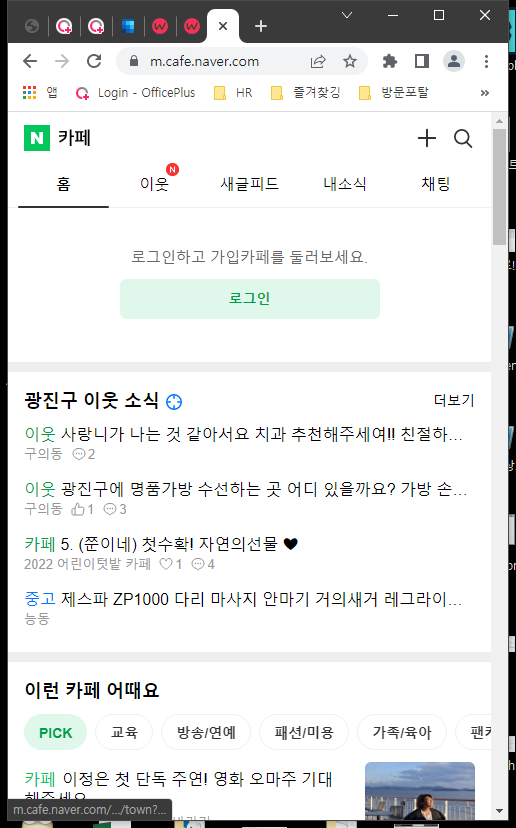 m.cafe.naver.com
앱
Login - OfficePlus
HR
즐겨찾깅
방문포탈
N 카페
홈
이웃
N
새글피드
내소식
채팅
로그인하고 가입카페를 둘러보세요.
로그인
광진구 이웃 소식
더보기
이웃 사랑니가 나는 것 같아서요 치과 추천해주세여!! 친절하...
구의동 2
이웃 광진구에 명품가방 수선하는 곳 어디 있을까요? 가방 손...
구의동 1 3
카페 5. (쭌이네) 첫수확! 자연의선물 ♥
2022 어린이텃밭 카페 1 4
중고 제스파 ZP1000 다리 마사지 안마기 거의새거 레그라이...
능동
이런 카페 어때요
PICK
교육
방송/연예
패션/미용
가족/육아
팬카
카페 이정은 첫 단독 주연! 영화 오마주 기대
해주세요
m.cafe.naver.com/.../town?...